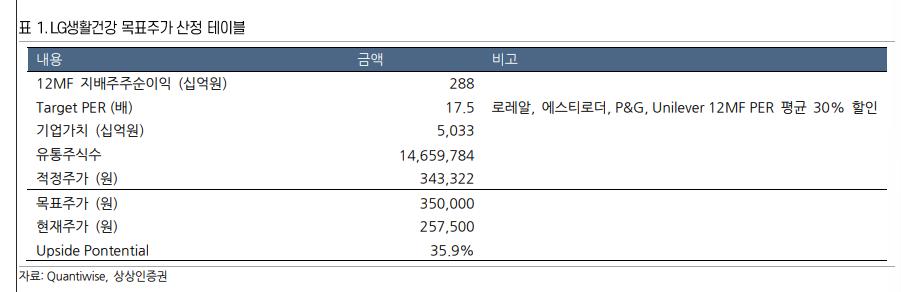 표 1. LG생활건강 목표주가 산정 테이블
내용 금액 비고
12MF 지배주주순이익 (십억원) 288
Target PER (배) 17.5 로레알, 에스티로더, P&G, Unilever 12MF PER 평균 30% 할인
기업가치 (십억원) 5,033
유통주식수 14,659,784
적정주가 (원) 343,322
목표주가 (원) 350,000
현재주가 (원) 257,500
Upside Pontential 35.9%
자료: Quantiwise, 상상인증권